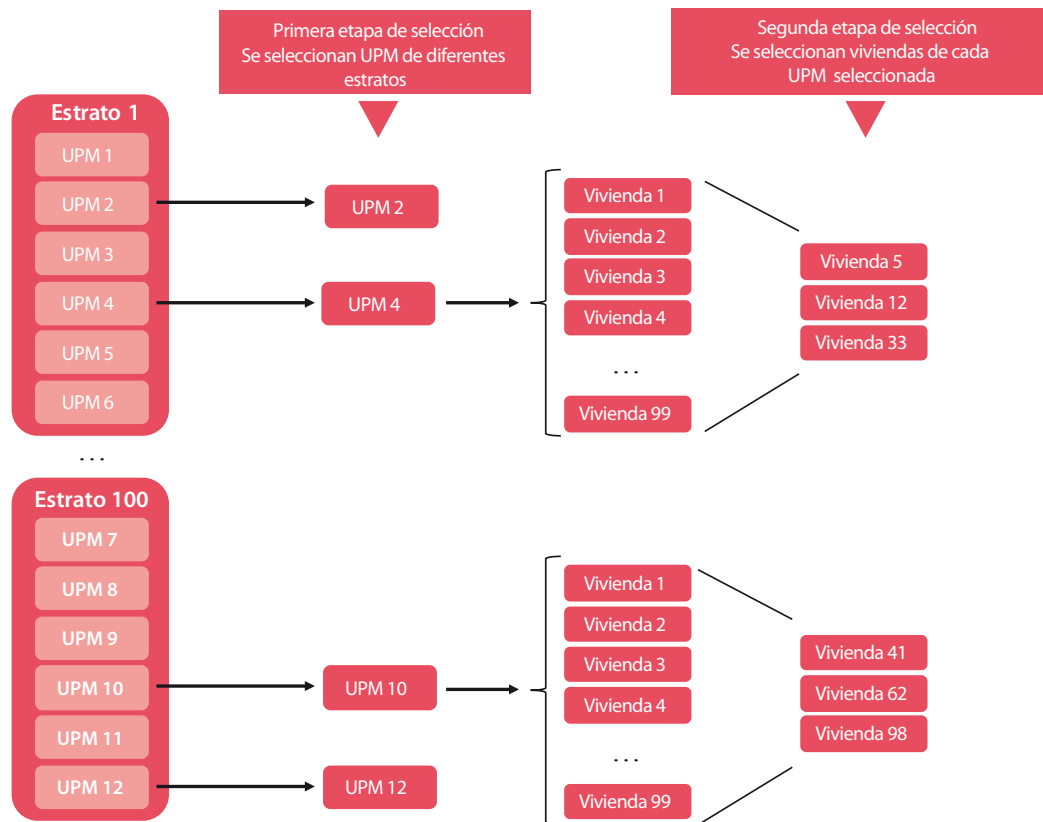 Primera etapa de selección
Se seleccionan UPM de diferentes
estratos
Segunda etapa de selección
Se seleccionan viviendas de cada
UPM seleccionada
Estrato 1
UPM 1
UPM 2
UPM 3
UPM 4
UPM 5
UPM 6
UPM 2
UPM 4
Vivienda 1
Vivienda 2
Vivienda 3
Vivienda 4
...
Vivienda 99
Vivienda 5
Vivienda 12
Vivienda 33
...
Estrato 100
UPM 7
UPM 8
UPM 9
UPM 10
UPM 11
UPM 12
UPM 10
UPM 12
Vivienda 1
Vivienda 2
Vivienda 3
Vivienda 4
...
Vivienda 99
Vivienda 41
Vivienda 62
Vivienda 98